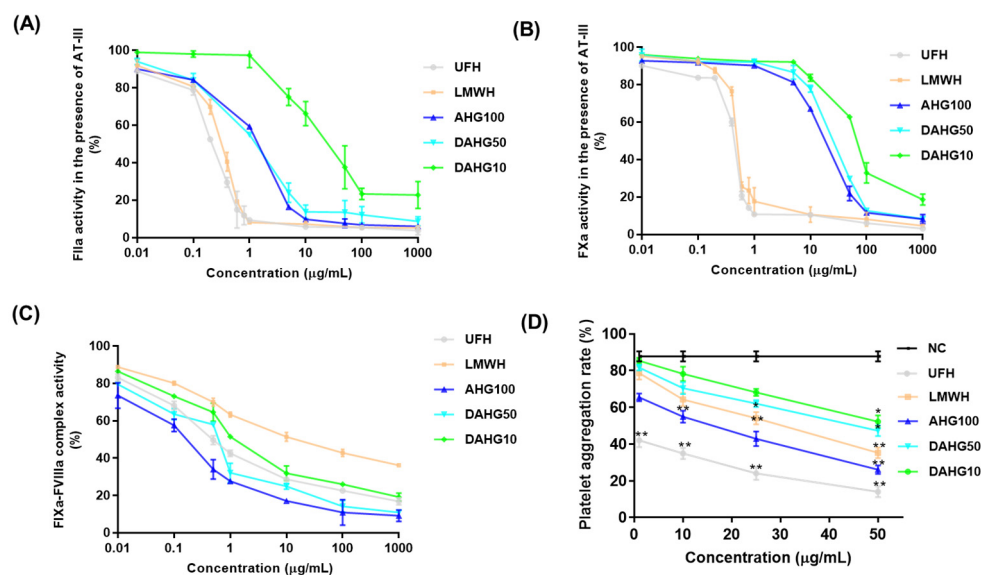 (A)
FIIa activity in the presence of AT-III
(%)
100
80
60
40
20
0
0.01
0.1
1
10
100
1000
Concentration (μg/mL)
UFH
LMWH
AHG100
DAHG50
DAHG10
(B)
FXa activity in the presence of AT-III
(%)
100
80
60
40
20
0
0.01
0.1
1
10
100
1000
Concentration (μg/mL)
UFH
LMWH
AHG100
DAHG50
DAHG10
(C)
FIXa-FVIIIa complex activity
(%)
100
80
60
40
20
0
0.01
0.1
1
10
100
1000
Concentration (μg/mL)
UFH
LMWH
AHG100
DAHG50
DAHG10
(D)
Platelet aggregation rate (%)
100
80
60
40
20
0
**
**
**
**
**
*
*
*
**
**
**
0
10
20
30
40
50
Concentration (μg/mL)
NC
UFH
LMWH
AHG100
DAHG50
DAHG10